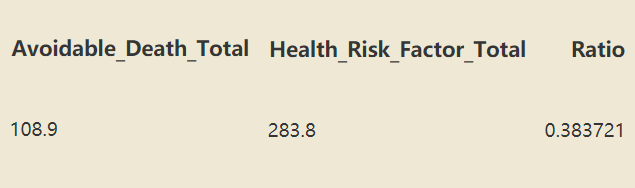 Avoidable_Death_Total Health_Risk_Factor_Total Ratio
108.9 283.8 0.383721